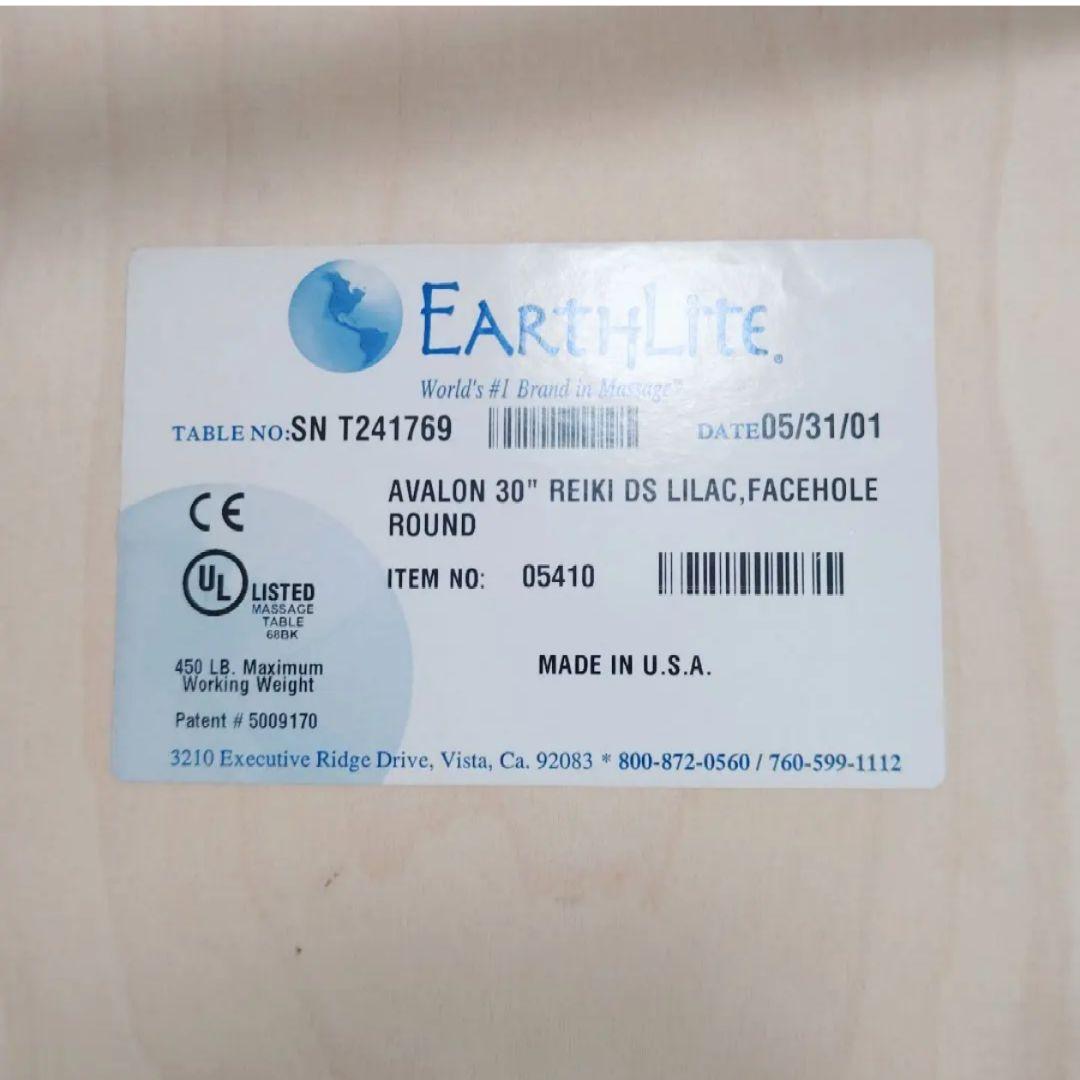 EARTHLITE®
World's #1 Brand in Massage™
TABLE NO:SN T241769 DATE05/31/01
AVALON 30" REIKI DS LILAC,FACEHOLE
ROUND
CE
UL LISTED
MASSAGE
TABLE
68BK
ITEM NO: 05410
450 LB. Maximum
Working Weight
MADE IN U.S.A.
Patent # 5009170
3210 Executive Ridge Drive, Vista, Ca. 92083 * 800-872-0560 / 760-599-1112